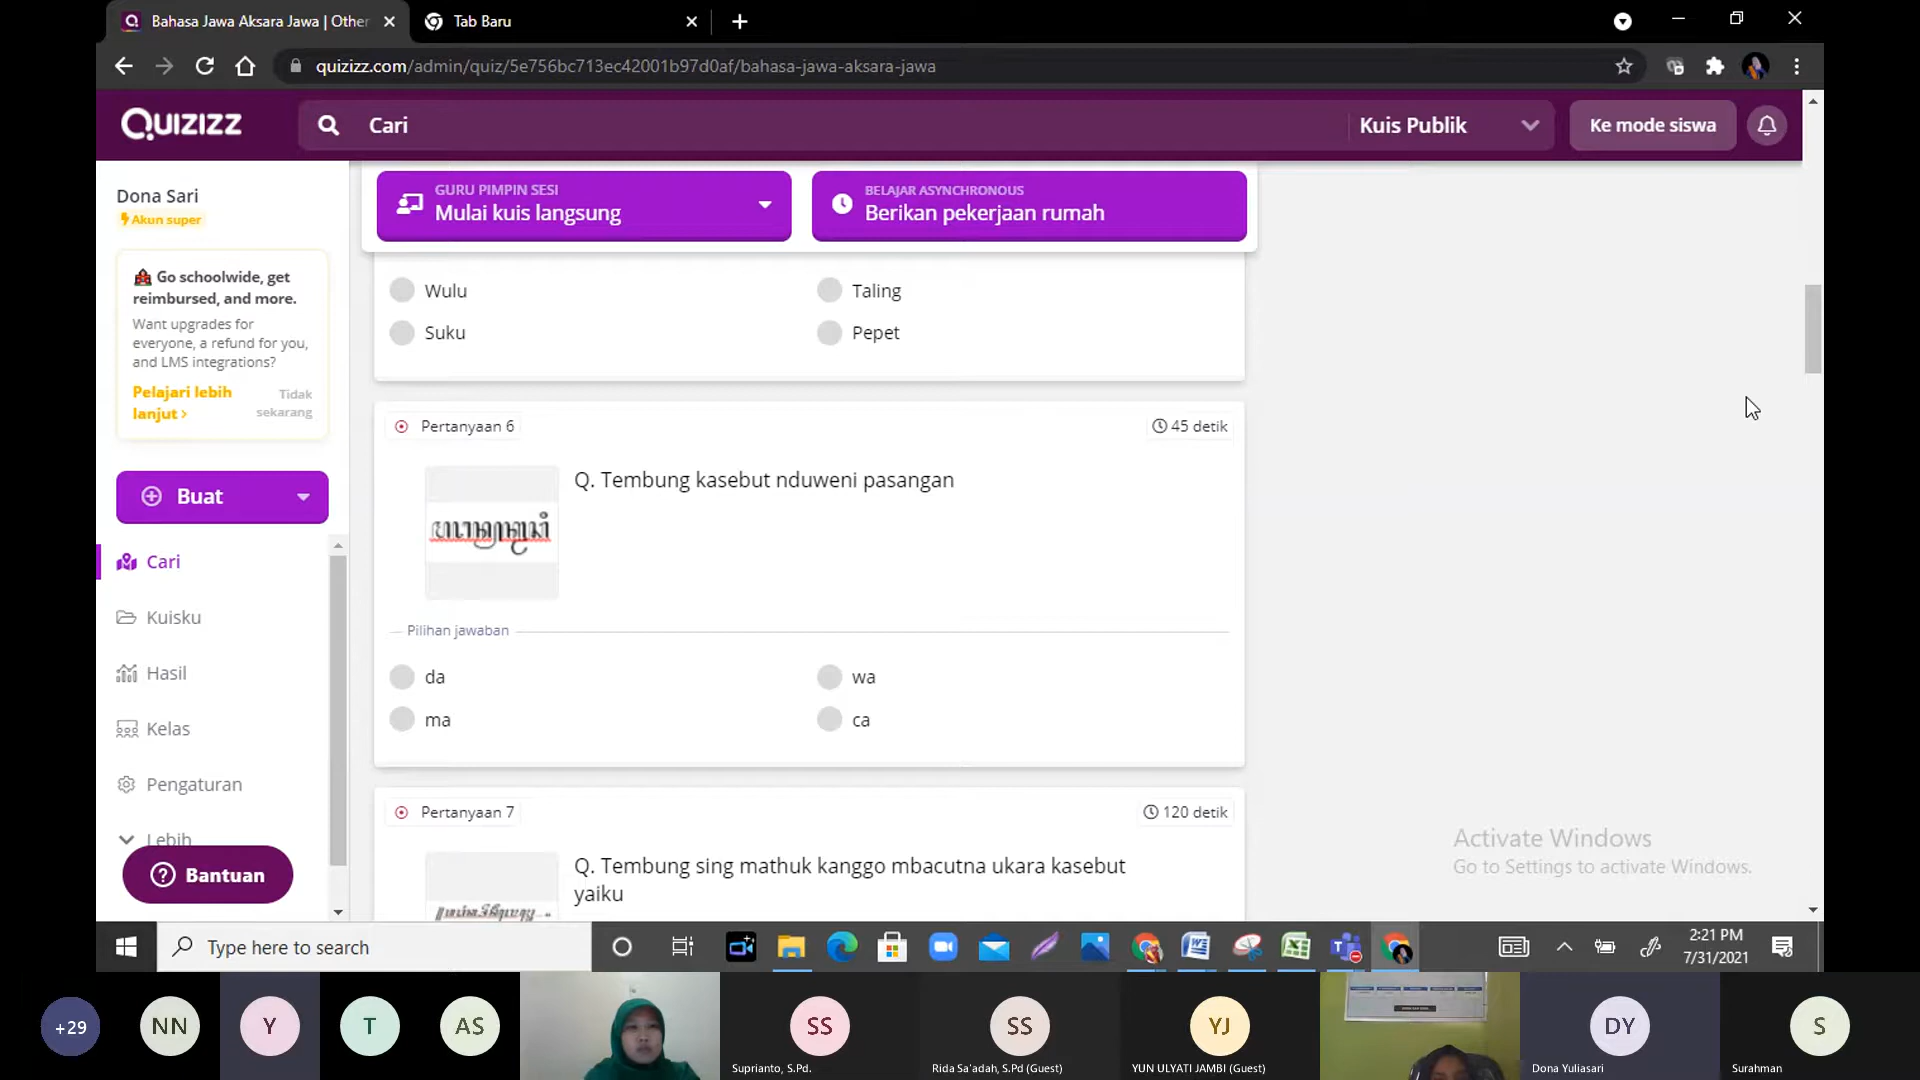 Bahasa Jawa Aksara Jawa | Other
Tab Baru
quizizz.com/admin/quiz/5e756bc713ec42001b97d0af/bahasa-jawa-aksara-jawa
QUIZIZZ
Cari
Kuis Publik
Ke mode siswa
Dona Sari
Akun super
Go schoolwide, get
reimbursed, and more.
Want upgrades for
everyone, a refund for you,
and LMS integrations?
Pelajari lebih
lanjut ›
Tidak
sekarang
Buat
Cari
Kuisku
Hasil
Kelas
Pengaturan
Lebih
Bantuan
GURU PIMPIN SESI
Mulai kuis langsung
BELAJAR ASYNCHRONOUS
Berikan pekerjaan rumah
Wulu
Taling
Suku
Pepet
Pertanyaan 6
45 detik
Q. Tembung kasebut nduweni pasangan
Pilihan jawaban
da
wa
ma
ca
Pertanyaan 7
120 detik
Q. Tembung sing mathuk kanggo mbacutna ukara kasebut
yaiku
Activate Windows
Go to Settings to activate Windows.
Type here to search
2:21 PM
7/31/2021
+29
NN
Y
T
AS
SS
Suprianto, S.Pd.
SS
Rida Sa'adah, S.Pd (Guest)
YJ
YUN ULYATI JAMBI (Guest)
DY
Dona Yuliasari
S
Surahman